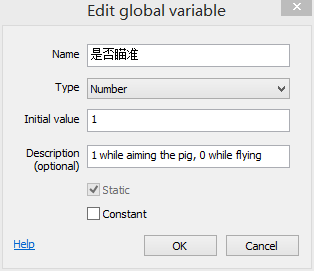 Edit global variable
Name 是否瞄准
Type Number
Initial value 1
Description (optional) 1 while aiming the pig, 0 while flying
Static
Constant
Help OK Cancel